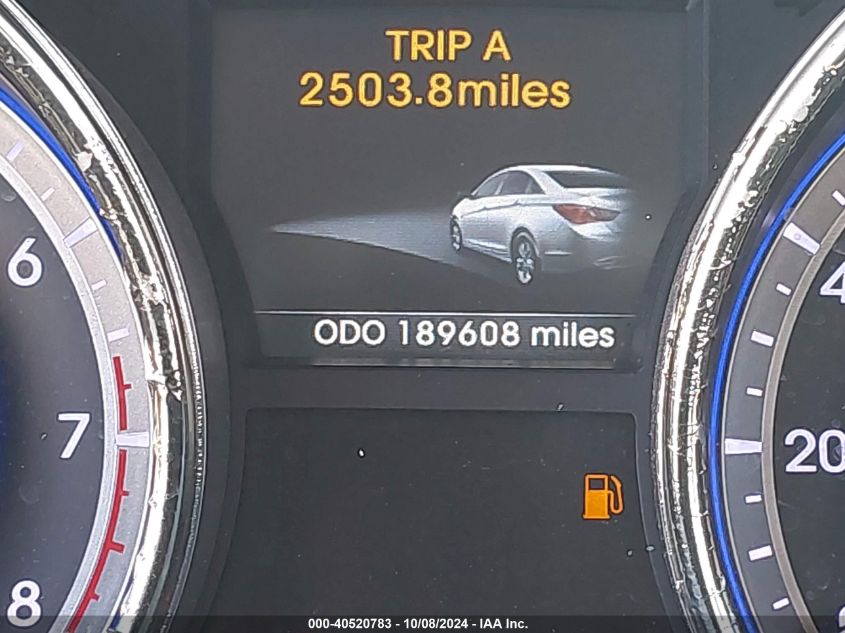 TRIP A
2503.8miles
ODO 189608 miles
6
7
8
4
20
000-40520783 - 10/08/2024 - IAA Inc.